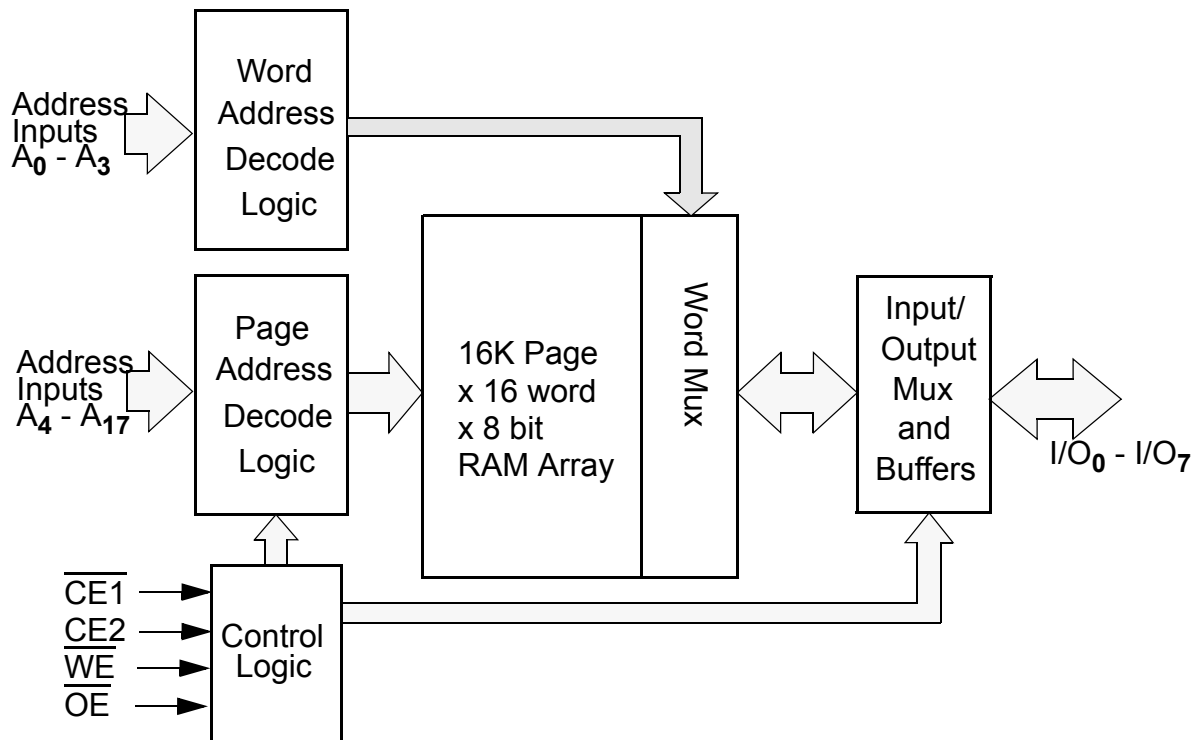 Word
Address
Decode
Logic
Address
Inputs
A0 - A3
Page
Address
Decode
Logic
Address
Inputs
A4 - A17
16K Page
x 16 word
x 8 bit
RAM Array
Word Mux
Input/
Output
Mux
and
Buffers
I/O0 - I/O7
CE1
CE2
WE
OE
Control
Logic